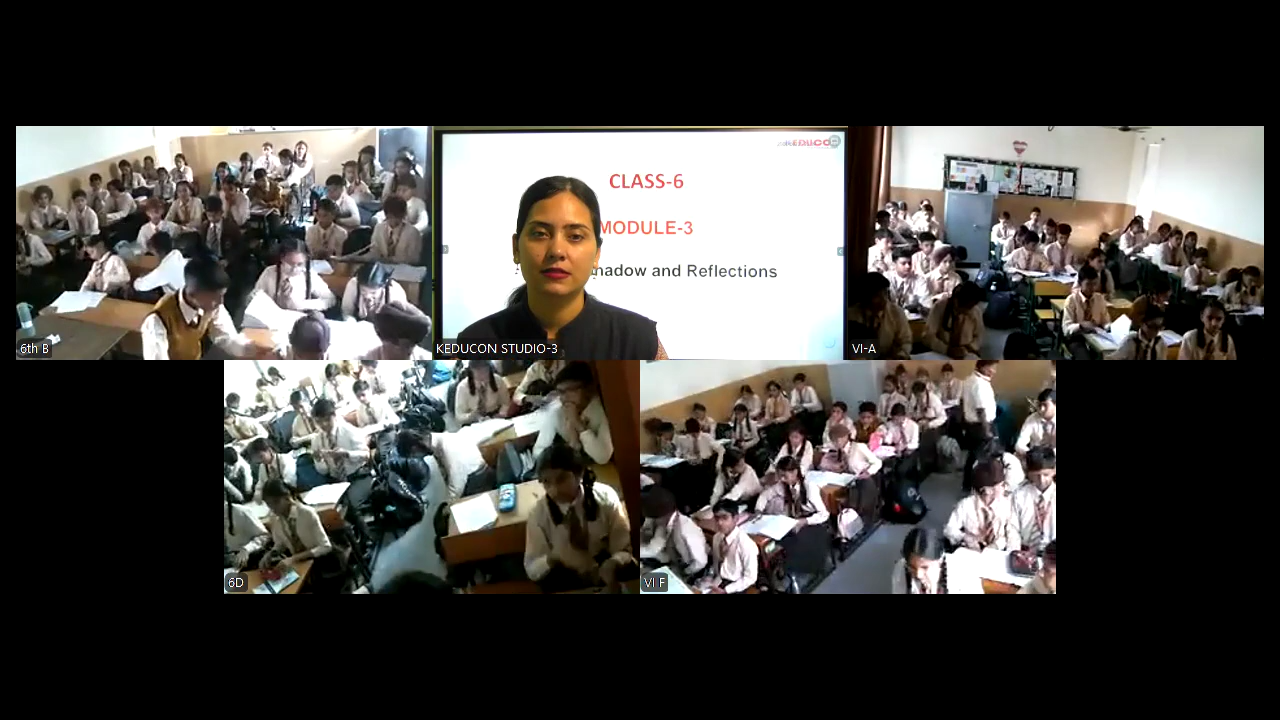 CLASS-6
MODULE-3
hadow and Reflections
6th B
KEDUCON STUDIO-3
VI-A
6D
VI F